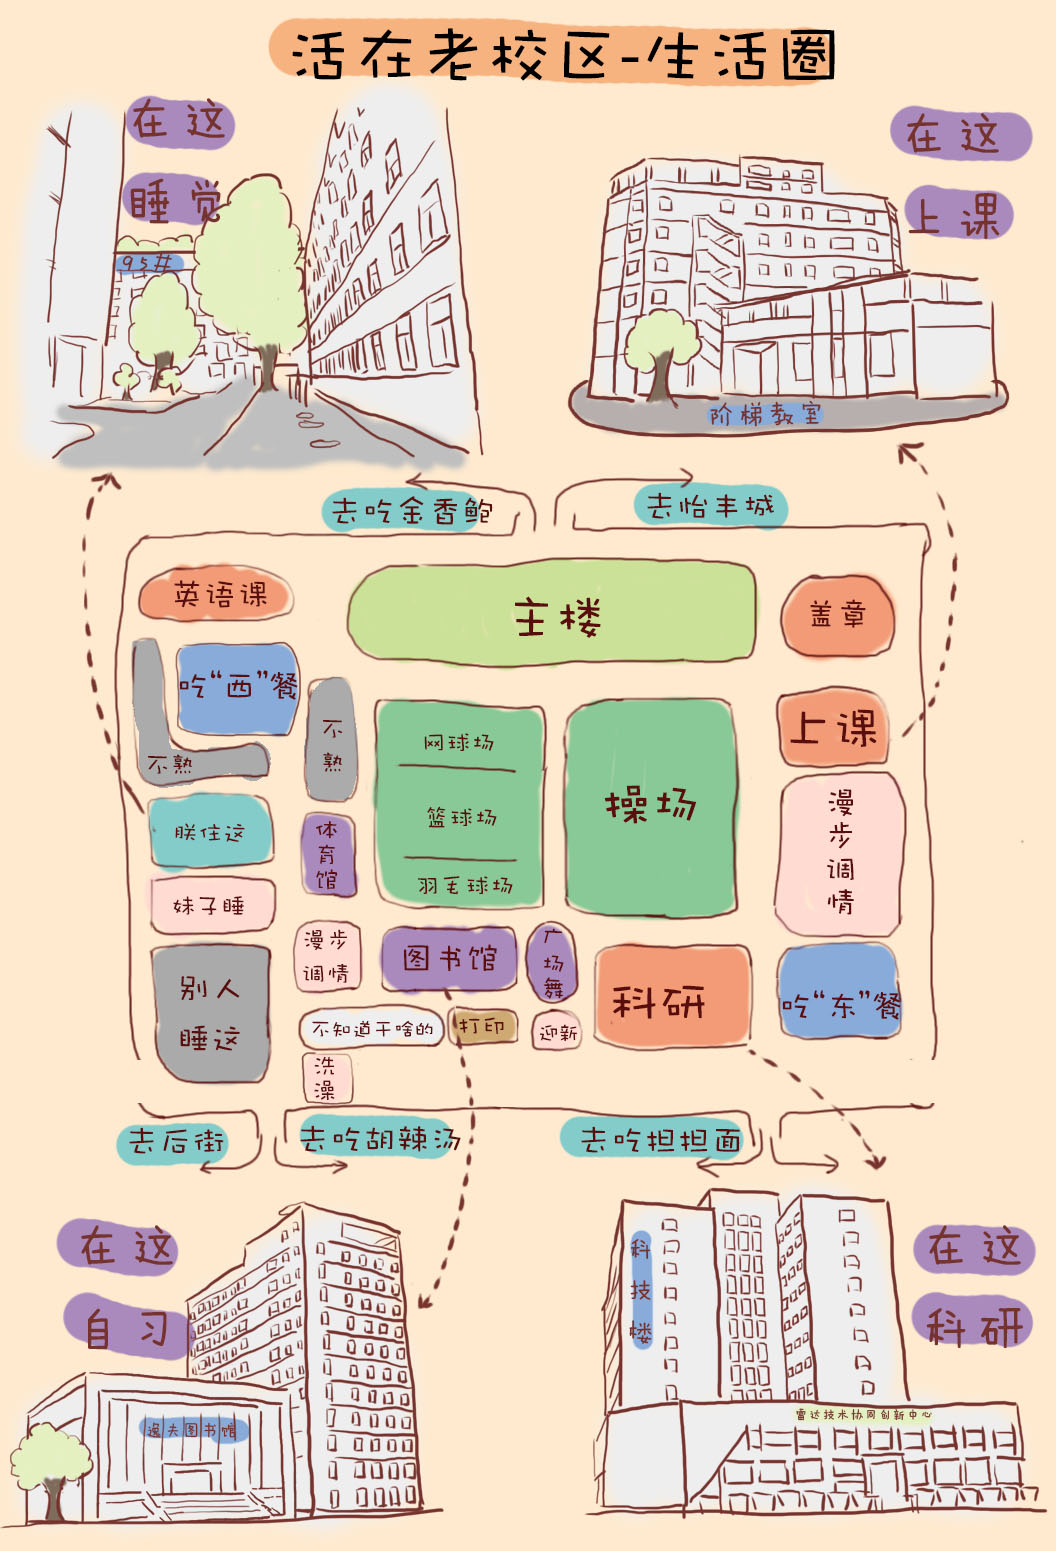 活在老校区-生活圈
在这
睡觉
95#
在这
上课
阶梯教室
去吃金香鲍
去怡丰城
英语课
主楼
盖章
吃“西”餐
不熟
不熟
网球场
篮球场
羽毛球场
操场
上课
朕住这
体育馆
漫步调情
妹子睡
别人
睡这
漫步
调情
图书馆
广场舞
科研
吃“东”餐
不知道干啥的
打印
迎新
洗澡
去后街
去吃胡辣汤
去吃担担面
在这
自习
逸夫图书馆
科技楼
在这
科研
雷达技术协同创新中心